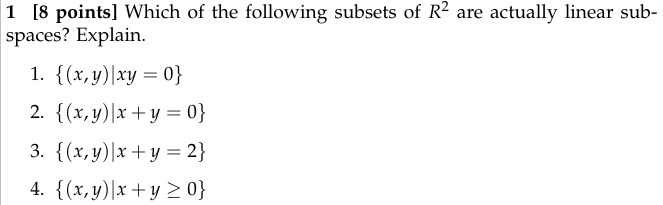 1 [8 points] Which of the following subsets of R² are actually linear sub-
spaces? Explain.
1. {(x, y)|xy = 0}
2. {(x, y)|x + y = 0}
3. {(x, y)|x + y = 2}
4. {(x, y)|x + y ≥ 0}